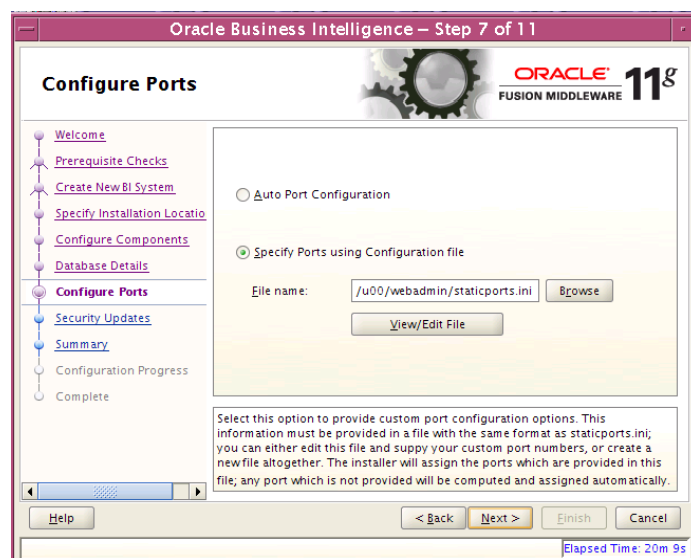 Oracle Business Intelligence – Step 7 of 11
Configure Ports
ORACLE
FUSION MIDDLEWARE
11g
Welcome
Prerequisite Checks
Create New BI System
Specify Installation Locatio
Configure Components
Database Details
Configure Ports
Security Updates
Summary
Configuration Progress
Complete
Auto Port Configuration
Specify Ports using Configuration file
File name:
/u00/webadmin/staticports.ini
Browse
View/Edit File
Select this option to provide custom port configuration options. This
information must be provided in a file with the same format as staticports.ini;
you can either edit this file and suppy your custom port numbers, or create a
new file altogether. The installer will assign the ports which are provided in this
file; any port which is not provided will be computed and assigned automatically.
Help
< Back
Next >
Finish
Cancel
Elapsed Time: 20m 9s